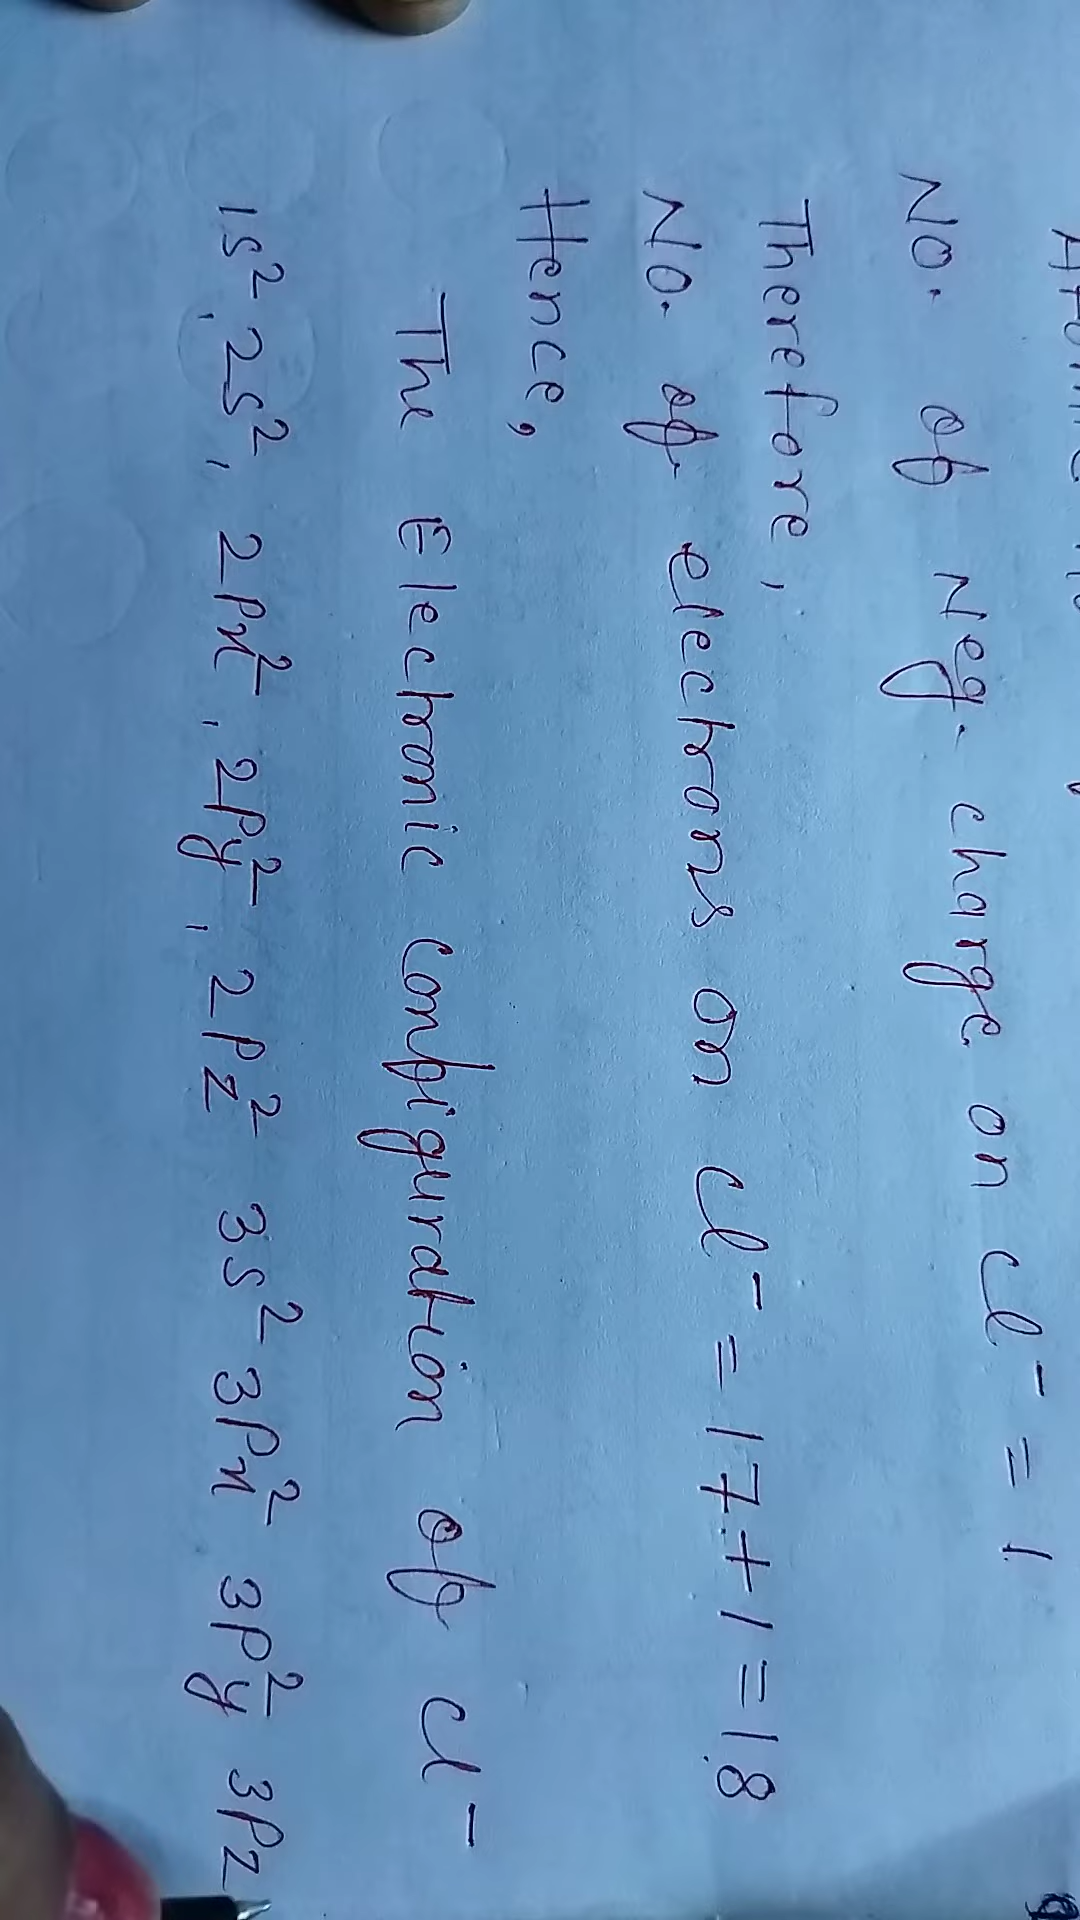 No. of Neg. charge on Cl⁻ = 1
Therefore,
No. of electrons on Cl⁻ = 17 + 1 = 18
Hence,
The Electronic configuration of Cl⁻
1s², 2s², 2Px², 2Py², 2Pz² 3s² 3Px² 3Py² 3Pz